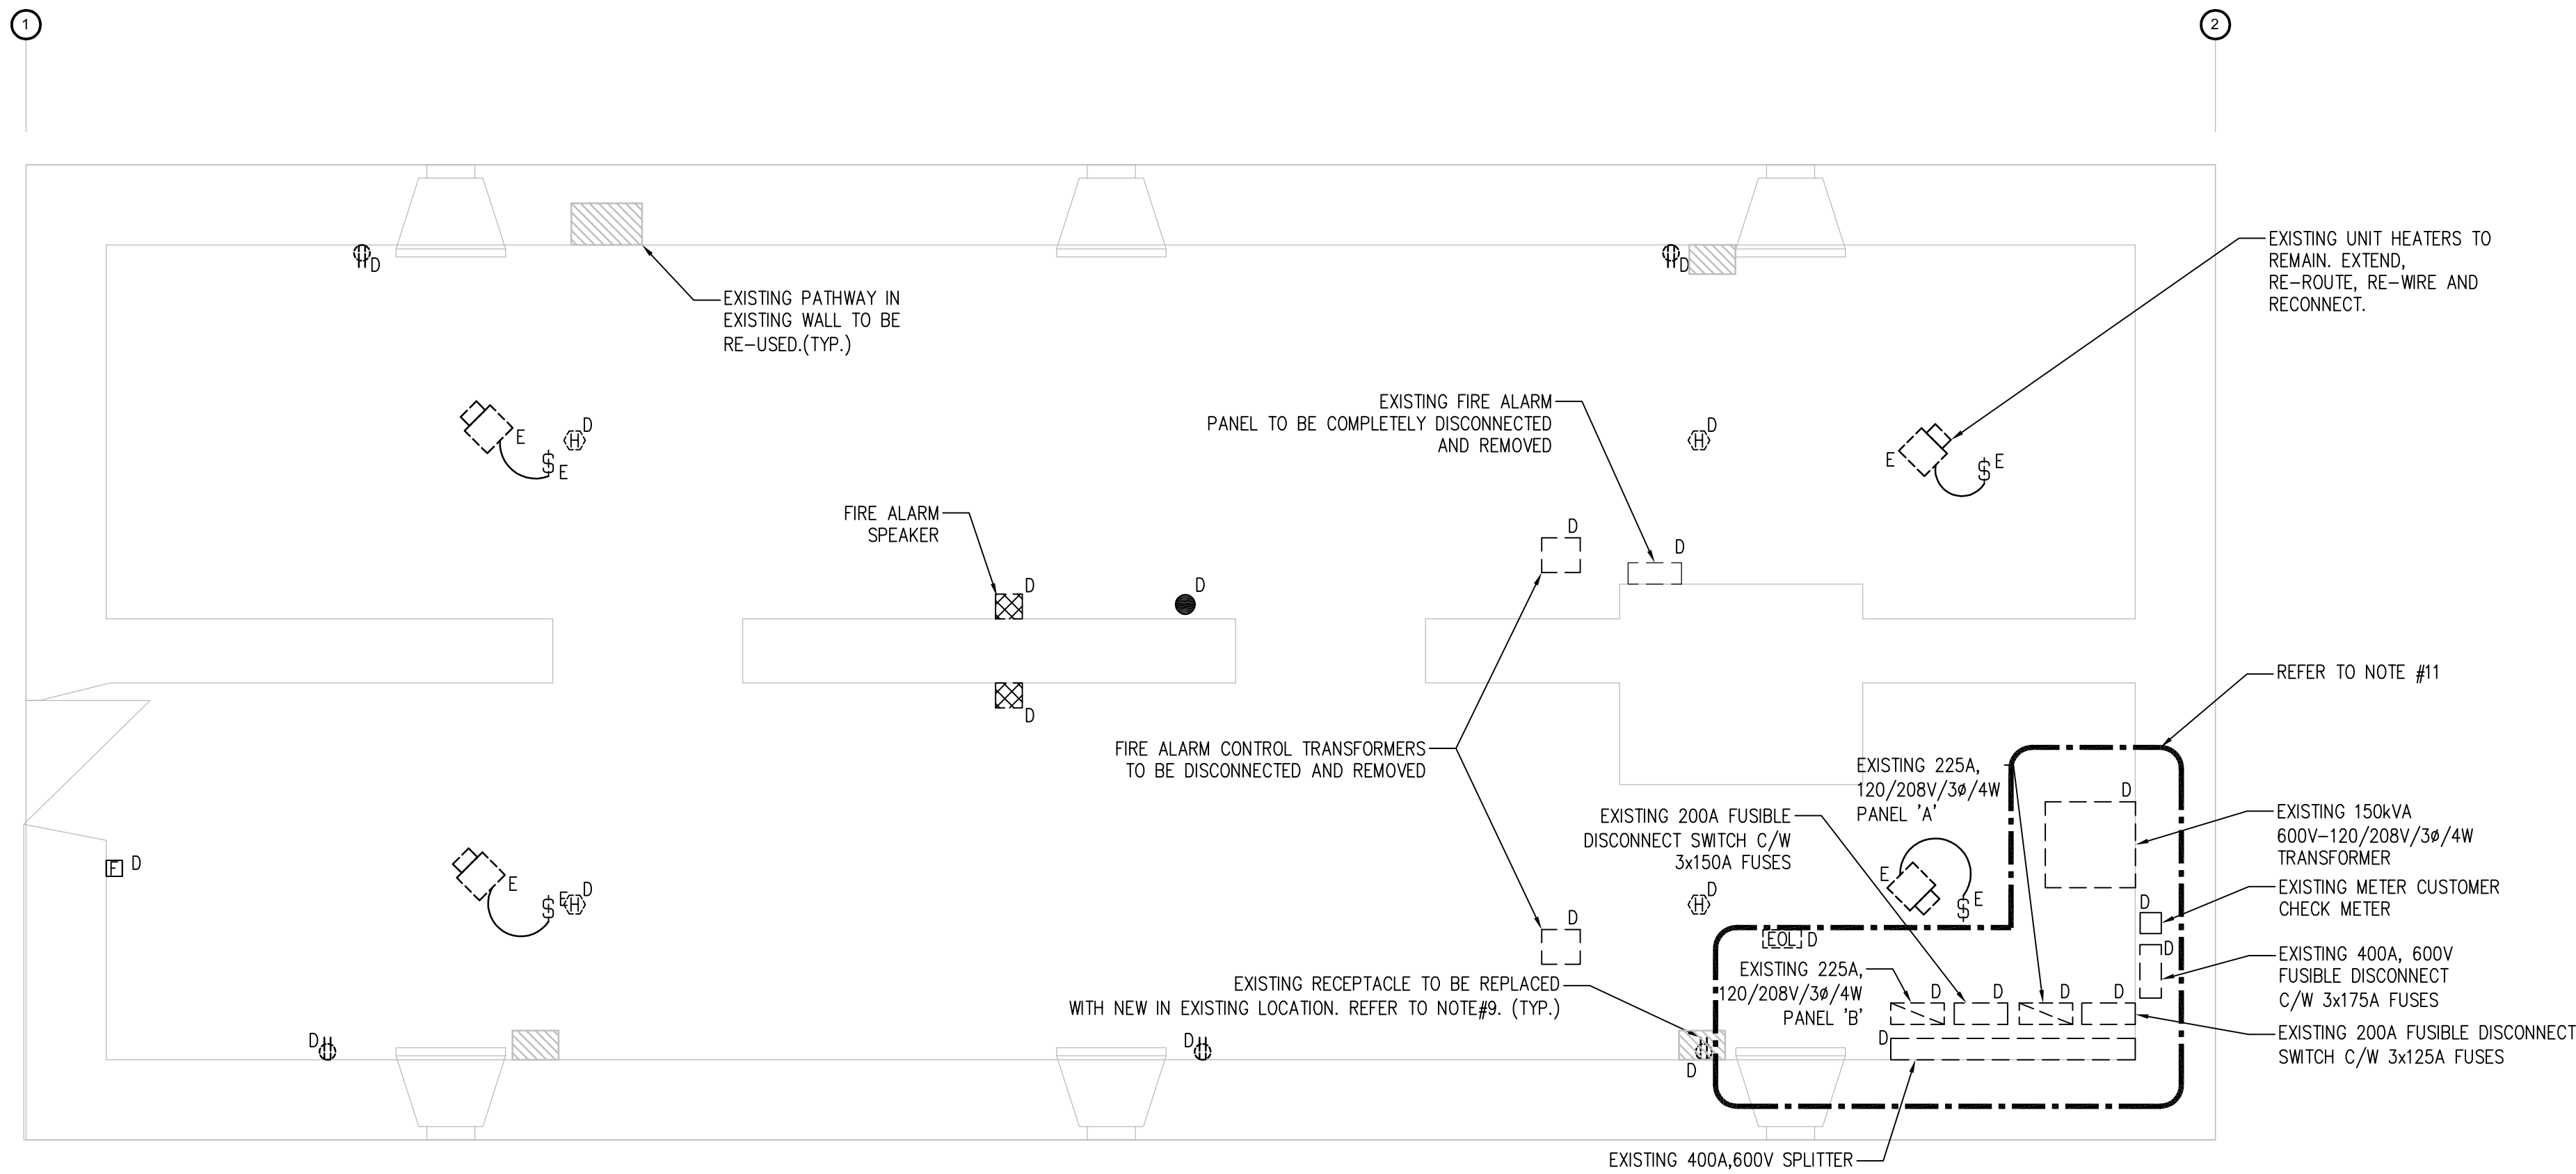 1
2
D
D
EXISTING UNIT HEATERS TO
REMAIN. EXTEND,
RE-ROUTE, RE-WIRE AND
RECONNECT.
EXISTING PATHWAY IN
EXISTING WALL TO BE
RE-USED.(TYP.)
EXISTING FIRE ALARM
PANEL TO BE COMPLETELY DISCONNECTED
AND REMOVED
E
H
D
$
E
H
D
E
$
E
FIRE ALARM
SPEAKER
D
D
D
D
D
REFER TO NOTE #11
FIRE ALARM CONTROL TRANSFORMERS
TO BE DISCONNECTED AND REMOVED
EXISTING 225A,
120/208V/3ø/4W
PANEL 'A'
EXISTING 200A FUSIBLE
DISCONNECT SWITCH C/W
3x150A FUSES
D
EXISTING 150kVA
600V-120/208V/3ø/4W
TRANSFORMER
F
D
E
$
E
H
D
H
D
E
$
E
D
EXISTING METER CUSTOMER
CHECK METER
D
EOL
D
D
EXISTING 400A, 600V
FUSIBLE DISCONNECT
C/W 3x175A FUSES
EXISTING 225A,
120/208V/3ø/4W
PANEL 'B'
EXISTING RECEPTACLE TO BE REPLACED
WITH NEW IN EXISTING LOCATION. REFER TO NOTE#9. (TYP.)
D
D
D
D
EXISTING 200A FUSIBLE DISCONNECT
SWITCH C/W 3x125A FUSES
D
D
D
D
EXISTING 400A,600V SPLITTER